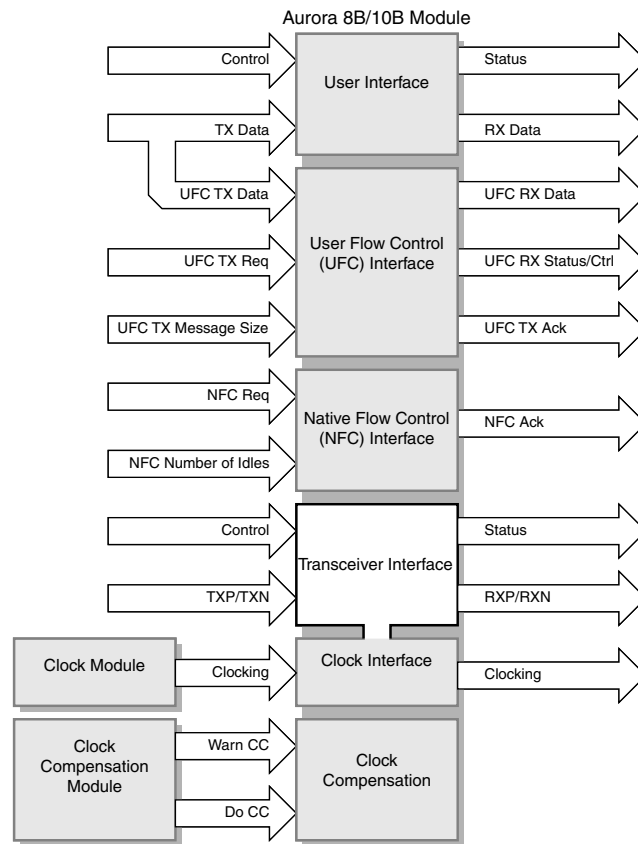 Aurora 8B/10B Module
Control
User Interface
Status
TX Data
RX Data
UFC TX Data
UFC RX Data
User Flow Control
(UFC) Interface
UFC TX Req
UFC RX Status/Ctrl
UFC TX Message Size
UFC TX Ack
NFC Req
Native Flow Control
(NFC) Interface
NFC Ack
NFC Number of Idles
Control
Status
Transceiver Interface
TXP/TXN
RXP/RXN
Clock Module
Clocking
Clock Interface
Clocking
Clock
Compensation
Module
Warn CC
Clock
Compensation
Do CC